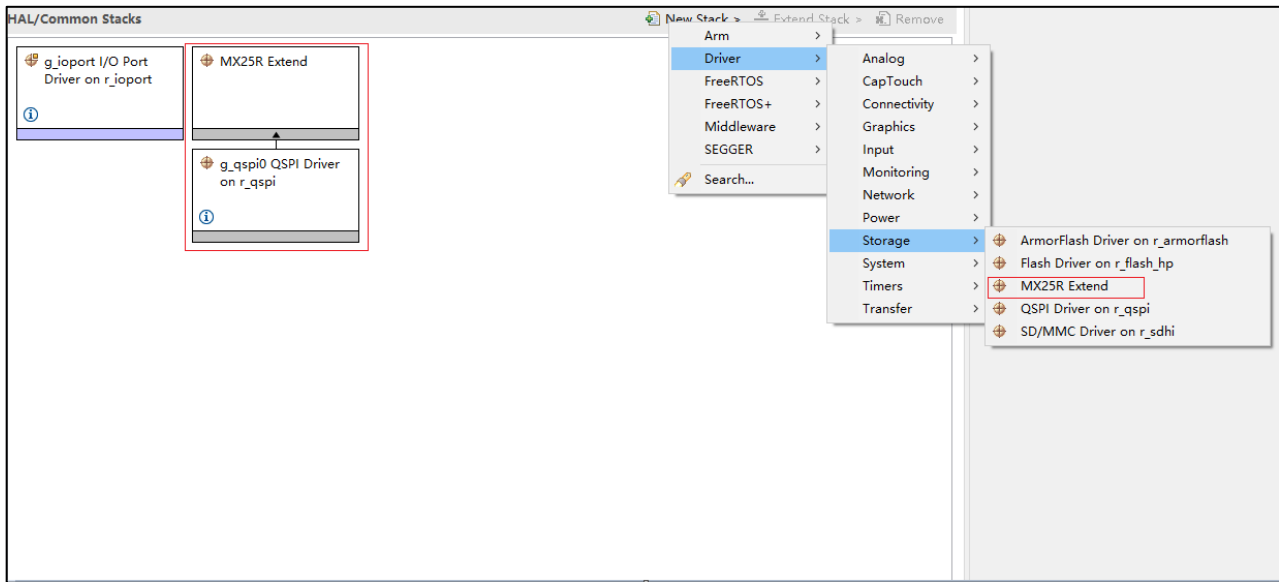 HAL/Common Stacks
New Stack > Extend Stack > Remove
g_ioport I/O Port
Driver on r_ioport
MX25R Extend
g_qspi0 QSPI Driver
on r_qspi
Arm
Driver
FreeRTOS
FreeRTOS+
Middleware
SEGGER
Search...
Analog
CapTouch
Connectivity
Graphics
Input
Monitoring
Network
Power
Storage
System
Timers
Transfer
ArmorFlash Driver on r_armorflash
Flash Driver on r_flash_hp
MX25R Extend
QSPI Driver on r_qspi
SD/MMC Driver on r_sdhi